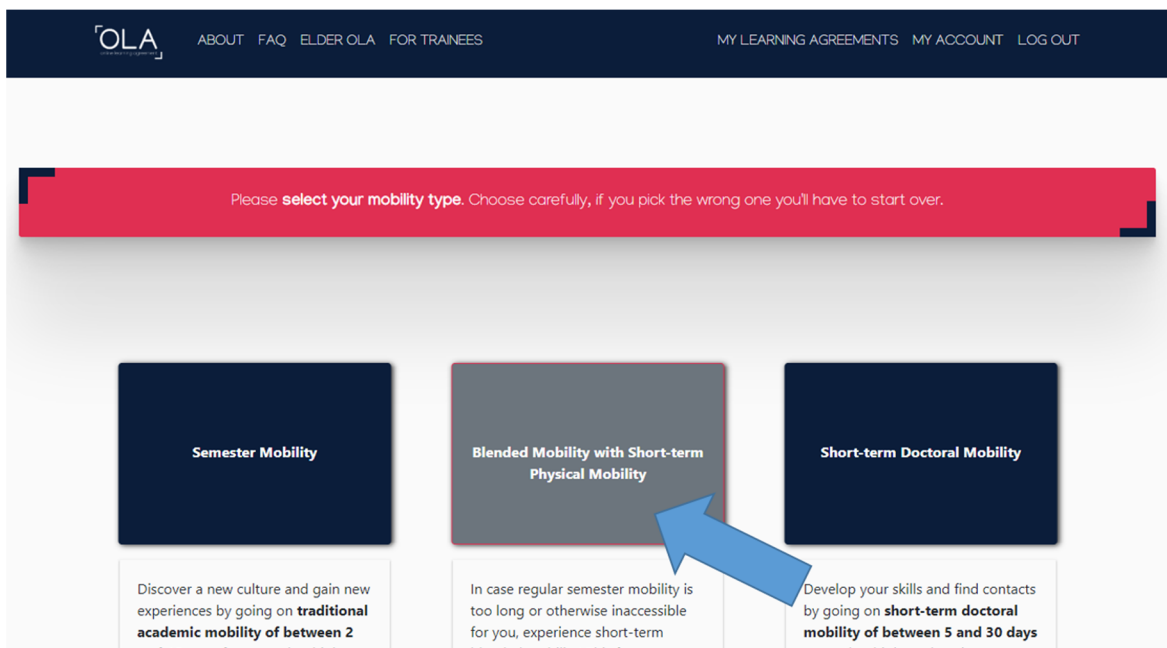 OLA
ABOUT FAQ ELDER OLA FOR TRAINEES MY LEARNING AGREEMENTS MY ACCOUNT LOG OUT
Please select your mobility type. Choose carefully, if you pick the wrong one you'll have to start over.
Semester Mobility
Blended Mobility with Short-term
Physical Mobility
Short-term Doctoral Mobility
Discover a new culture and gain new
experiences by going on traditional
academic mobility of between 2
In case regular semester mobility is
too long or otherwise inaccessible
for you, experience short-term
Develop your skills and find contacts
by going on short-term doctoral
mobility of between 5 and 30 days